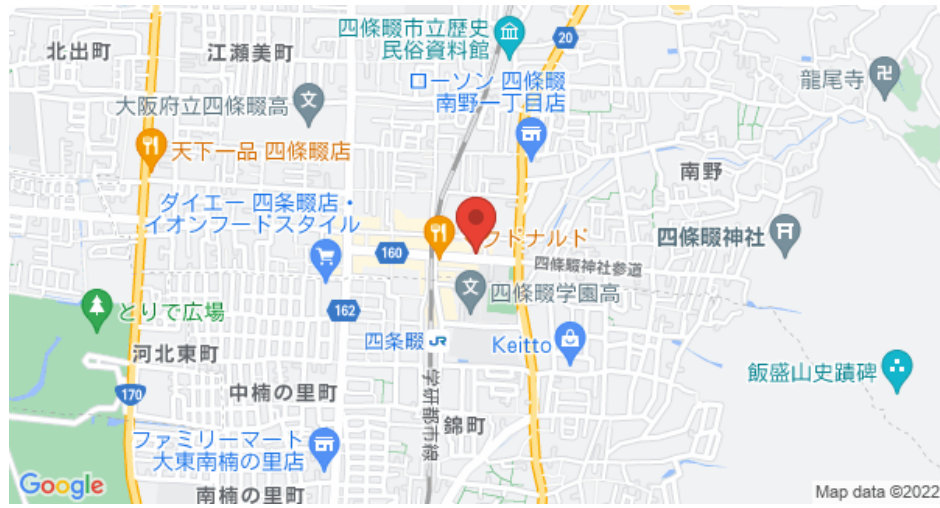 四條畷市立歴史
民俗資料館
20
北出町
江瀬美町
ローソン 四條畷
南野一丁目店
龍尾寺
大阪府立四條畷高
天下一品 四條畷店
南野
ダイエー 四条畷店・
イオンフードスタイル
クドナルド
四條畷神社
160
四條畷神社参道
四條畷学園高
とりで広場
162
四条畷
JR
Keitto
河北東町
飯盛山史蹟碑
170
中楠の里町
学研都市線
錦町
ファミリーマート
大東南楠の里店
Google
南楠の里町
Map data ©2022